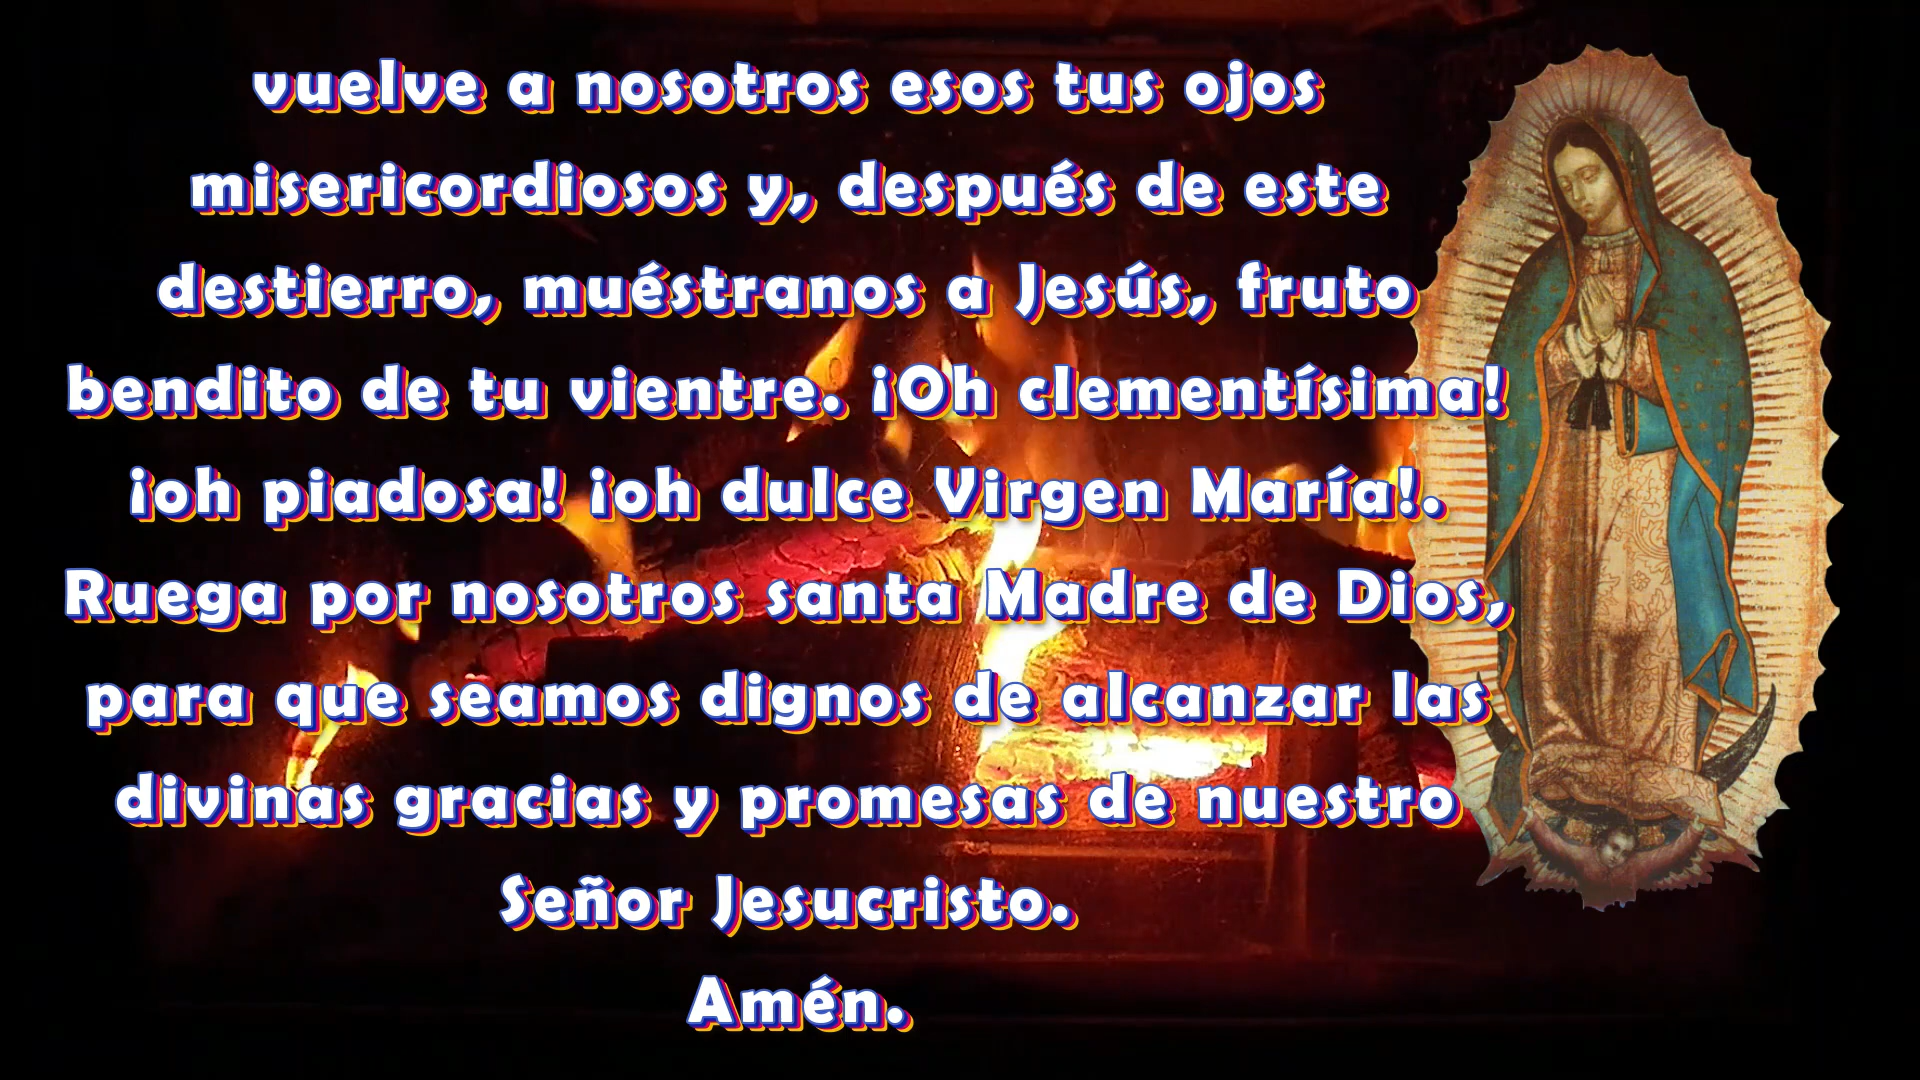 vuelve a nosotros esos tus ojos
misericordiosos y, después de este
destierro, muéstranos a Jesús, fruto
bendito de tu vientre. ¡Oh clementísima!
¡oh piadosa! ¡oh dulce Virgen María!.
Ruega por nosotros santa Madre de Dios,
para que seamos dignos de alcanzar las
divinas gracias y promesas de nuestro
Señor Jesucristo.
Amén.